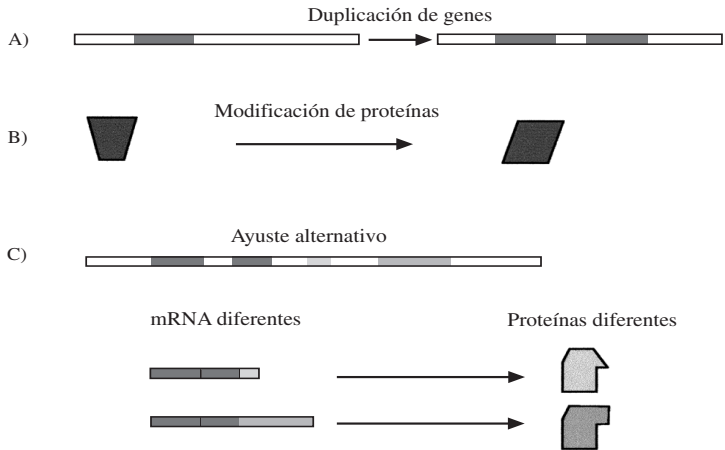 Duplicación de genes
A)
Modificación de proteínas
B)
Ayuste alternativo
C)
mRNA diferentes
Proteínas diferentes